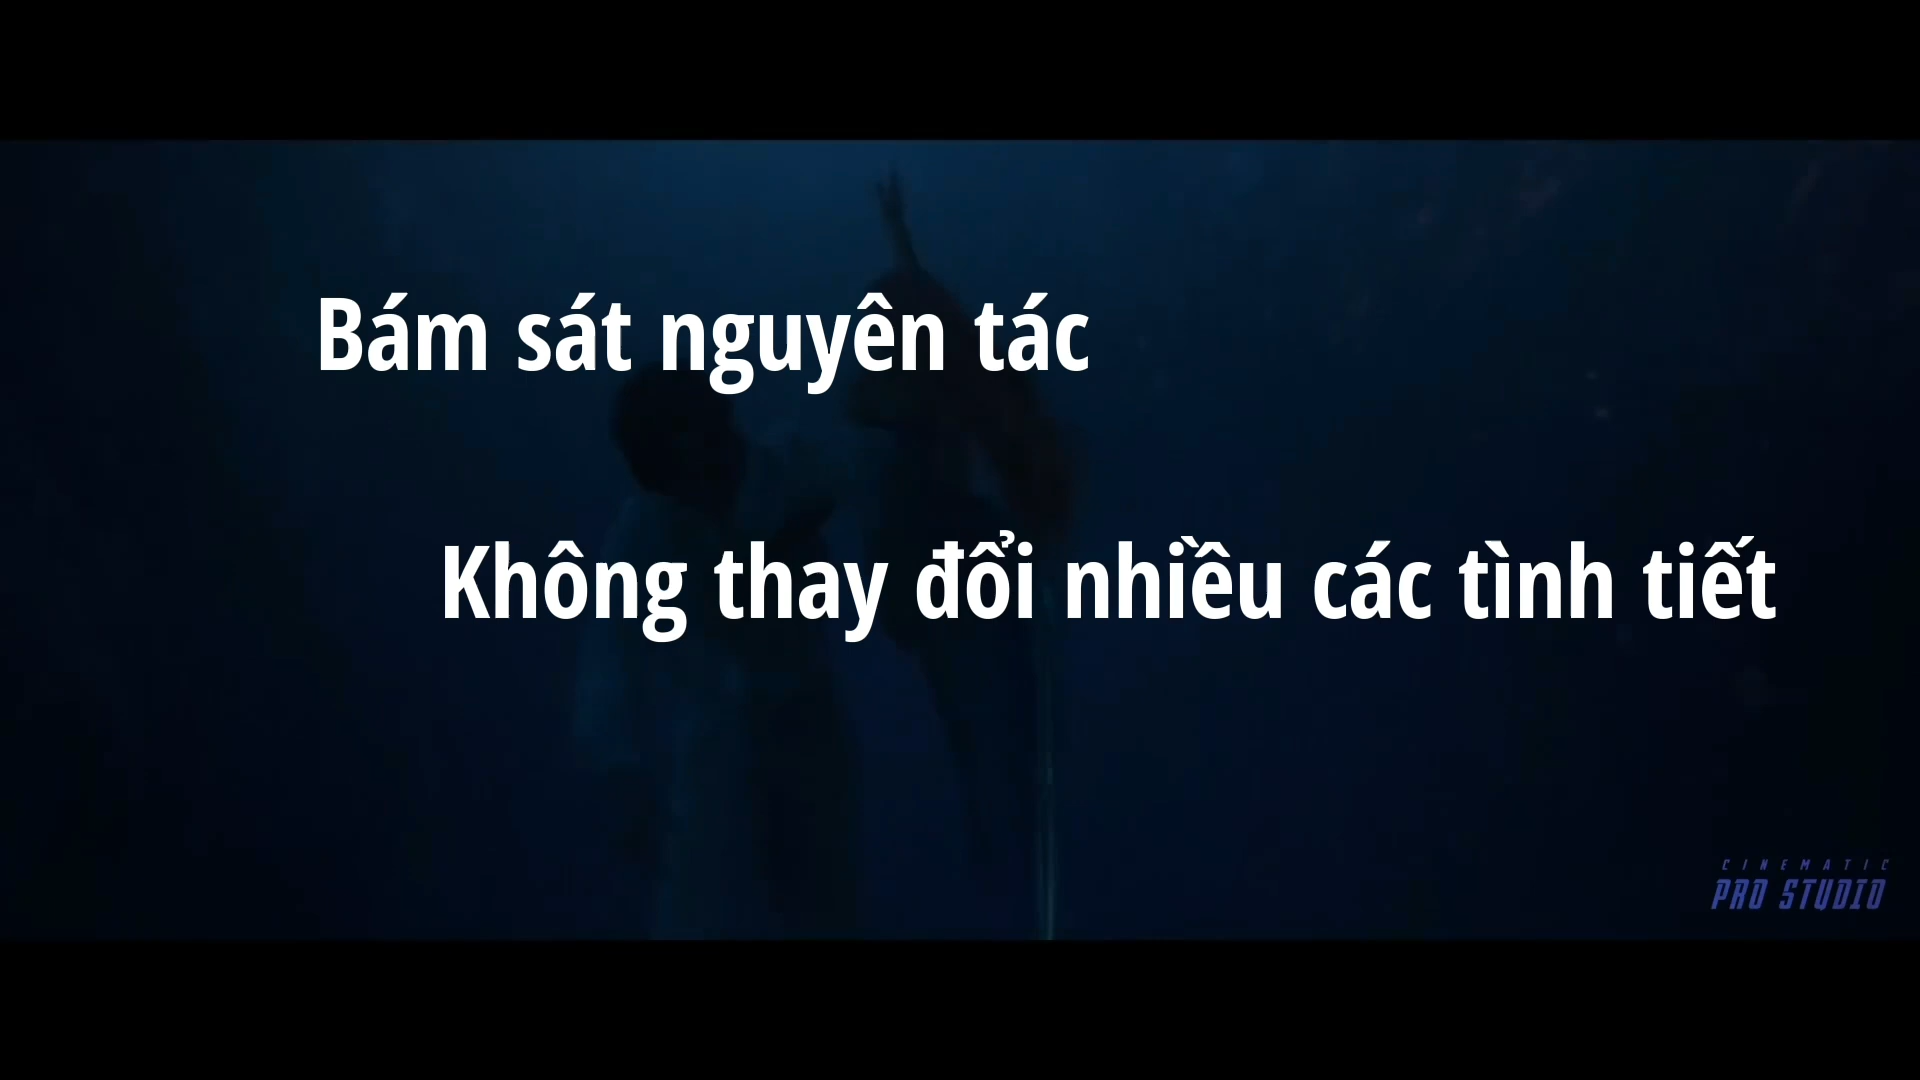 Bám sát nguyên tác
Không thay đổi nhiều các tình tiết
CINEMATIC
PRO STUDIO